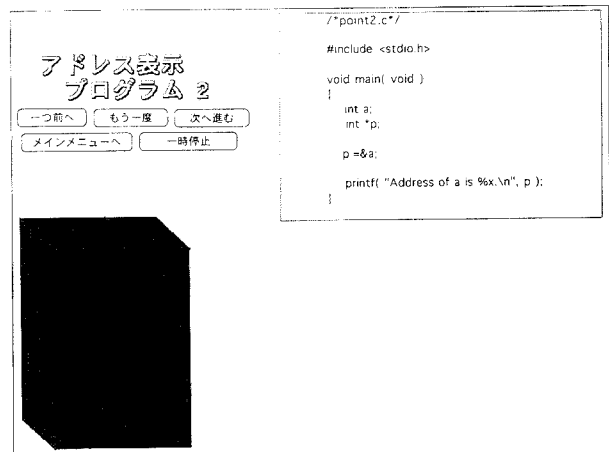 アドレス表示
プログラム 2
一つ前へ もう一度 次へ進む
メインメニューへ 一時停止
/*point2.c*/
#include <stdio.h>
void main( void )
{
int a;
int *p;
p =&a;
printf( "Address of a is %x.\n", p );
}